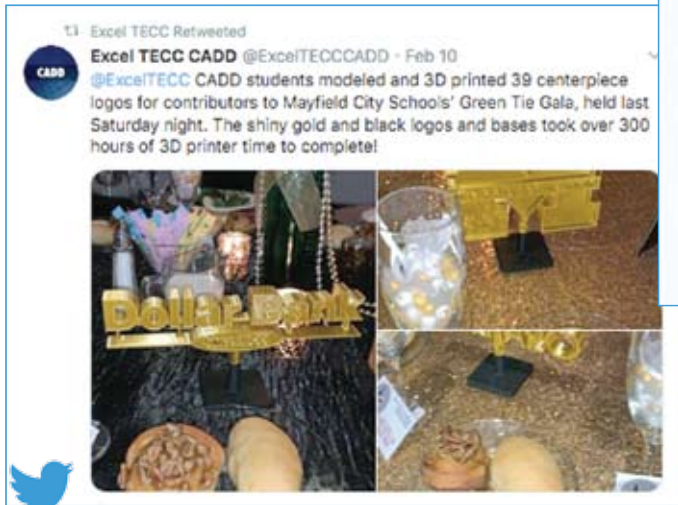 Excel TECC Retweeted
Excel TECC CADD @ExcelTECCCADD · Feb 10
CADD
@ExcelTECC CADD students modeled and 3D printed 39 centerpiece
logos for contributors to Mayfield City Schools' Green Tie Gala, held last
Saturday night. The shiny gold and black logos and bases took over 300
hours of 3D printer time to complete!
Dollar Bank